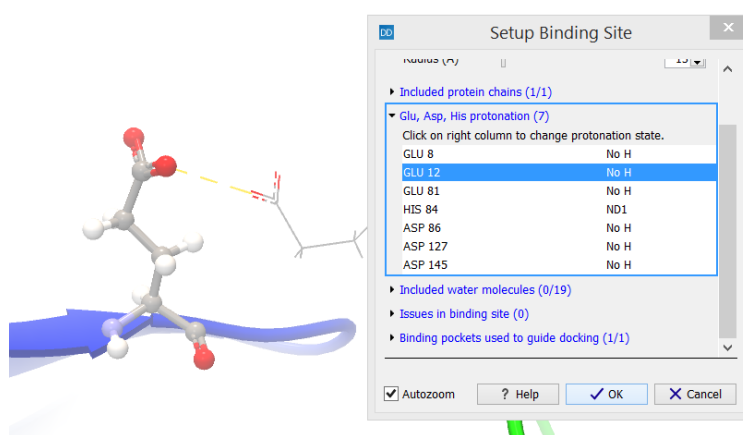 DD Setup Binding Site
Radius (Å) 15
Included protein chains (1/1)
Glu, Asp, His protonation (7)
Click on right column to change protonation state.
GLU 8 No H
GLU 12 No H
GLU 81 No H
HIS 84 ND1
ASP 86 No H
ASP 127 No H
ASP 145 No H
Included water molecules (0/19)
Issues in binding site (0)
Binding pockets used to guide docking (1/1)
Autozoom ? Help OK Cancel